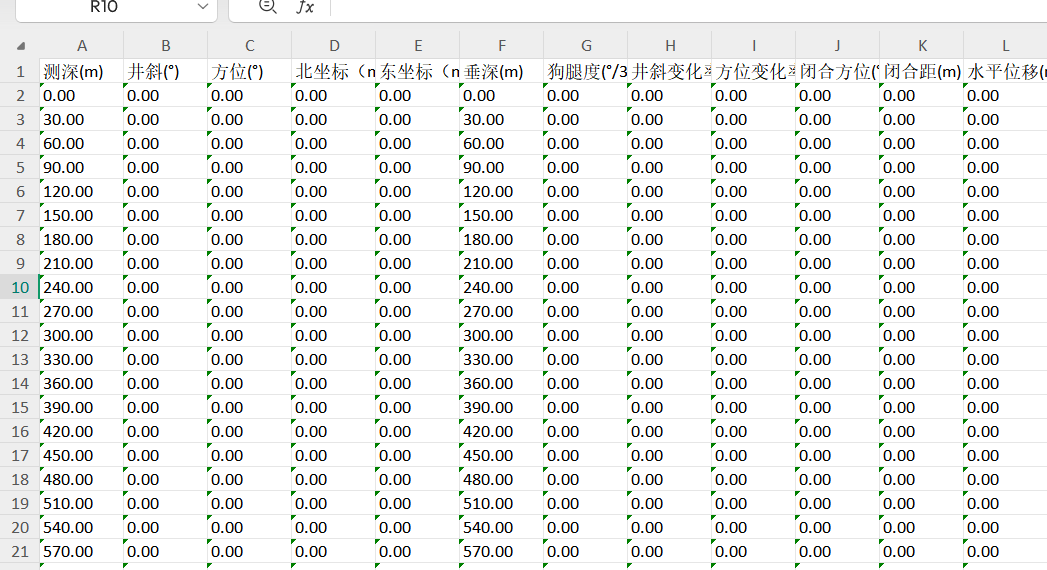 R10 fx
A B C D E F G H I J K L
1 测深(m) 井斜(°) 方位(°) 北坐标（ 东坐标（ 垂深(m) 狗腿度(°/3 井斜变化 方位变化 闭合方位( 闭合距(m) 水平位移(
2 0.00 0.00 0.00 0.00 0.00 0.00 0.00 0.00 0.00 0.00 0.00 0.00
3 30.00 0.00 0.00 0.00 0.00 30.00 0.00 0.00 0.00 0.00 0.00 0.00
4 60.00 0.00 0.00 0.00 0.00 60.00 0.00 0.00 0.00 0.00 0.00 0.00
5 90.00 0.00 0.00 0.00 0.00 90.00 0.00 0.00 0.00 0.00 0.00 0.00
6 120.00 0.00 0.00 0.00 0.00 120.00 0.00 0.00 0.00 0.00 0.00 0.00
7 150.00 0.00 0.00 0.00 0.00 150.00 0.00 0.00 0.00 0.00 0.00 0.00
8 180.00 0.00 0.00 0.00 0.00 180.00 0.00 0.00 0.00 0.00 0.00 0.00
9 210.00 0.00 0.00 0.00 0.00 210.00 0.00 0.00 0.00 0.00 0.00 0.00
10 240.00 0.00 0.00 0.00 0.00 240.00 0.00 0.00 0.00 0.00 0.00 0.00
11 270.00 0.00 0.00 0.00 0.00 270.00 0.00 0.00 0.00 0.00 0.00 0.00
12 300.00 0.00 0.00 0.00 0.00 300.00 0.00 0.00 0.00 0.00 0.00 0.00
13 330.00 0.00 0.00 0.00 0.00 330.00 0.00 0.00 0.00 0.00 0.00 0.00
14 360.00 0.00 0.00 0.00 0.00 360.00 0.00 0.00 0.00 0.00 0.00 0.00
15 390.00 0.00 0.00 0.00 0.00 390.00 0.00 0.00 0.00 0.00 0.00 0.00
16 420.00 0.00 0.00 0.00 0.00 420.00 0.00 0.00 0.00 0.00 0.00 0.00
17 450.00 0.00 0.00 0.00 0.00 450.00 0.00 0.00 0.00 0.00 0.00 0.00
18 480.00 0.00 0.00 0.00 0.00 480.00 0.00 0.00 0.00 0.00 0.00 0.00
19 510.00 0.00 0.00 0.00 0.00 510.00 0.00 0.00 0.00 0.00 0.00 0.00
20 540.00 0.00 0.00 0.00 0.00 540.00 0.00 0.00 0.00 0.00 0.00 0.00
21 570.00 0.00 0.00 0.00 0.00 570.00 0.00 0.00 0.00 0.00 0.00 0.00